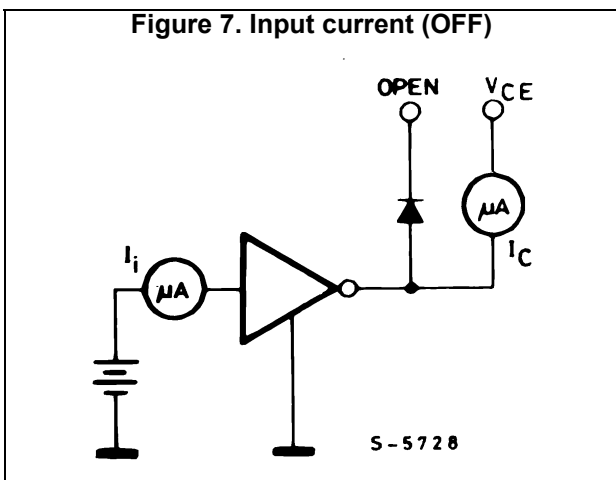 Figure 7. Input current (OFF)
OPEN
VCE
µA
IC
Ii
µA
S-5728